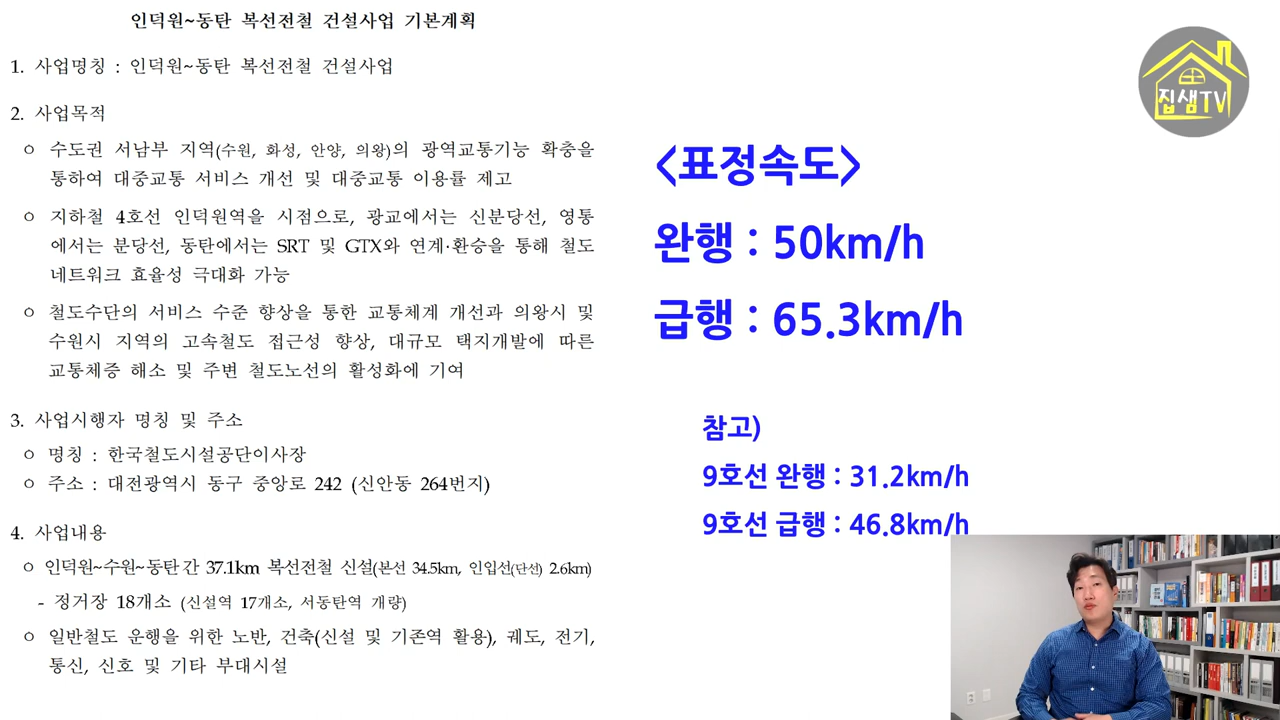 인덕원~동탄 복선전철 건설사업 기본계획
1. 사업명칭 : 인덕원~동탄 복선전철 건설사업
2. 사업목적
○ 수도권 서남부 지역(수원, 화성, 안양, 의왕)의 광역교통기능 확충을
통하여 대중교통 서비스 개선 및 대중교통 이용률 제고
○ 지하철 4호선 인덕원역을 시점으로, 광교에서는 신분당선, 영통
에서는 분당선, 동탄에서는 SRT 및 GTX와 연계·환승을 통해 철도
네트워크 효율성 극대화 가능
○ 철도수단의 서비스 수준 향상을 통한 교통체계 개선과 의왕시 및
수원시 지역의 고속철도 접근성 향상, 대규모 택지개발에 따른
교통체증 해소 및 주변 철도노선의 활성화에 기여
3. 사업시행자 명칭 및 주소
○ 명칭 : 한국철도시설공단이사장
○ 주소 : 대전광역시 동구 중앙로 242 (신안동 264번지)
4. 사업내용
○ 인덕원~수원~동탄간 37.1km 복선전철 신설(본선 34.5km, 인입선(단선) 2.6km)
- 정거장 18개소 (신설역 17개소, 서동탄역 개량)
○ 일반철도 운행을 위한 노반, 건축(신설 및 기존역 활용), 궤도, 전기,
통신, 신호 및 기타 부대시설
집샘TV
<표정속도>
완행 : 50km/h
급행 : 65.3km/h
참고)
9호선 완행 : 31.2km/h
9호선 급행 : 46.8km/h